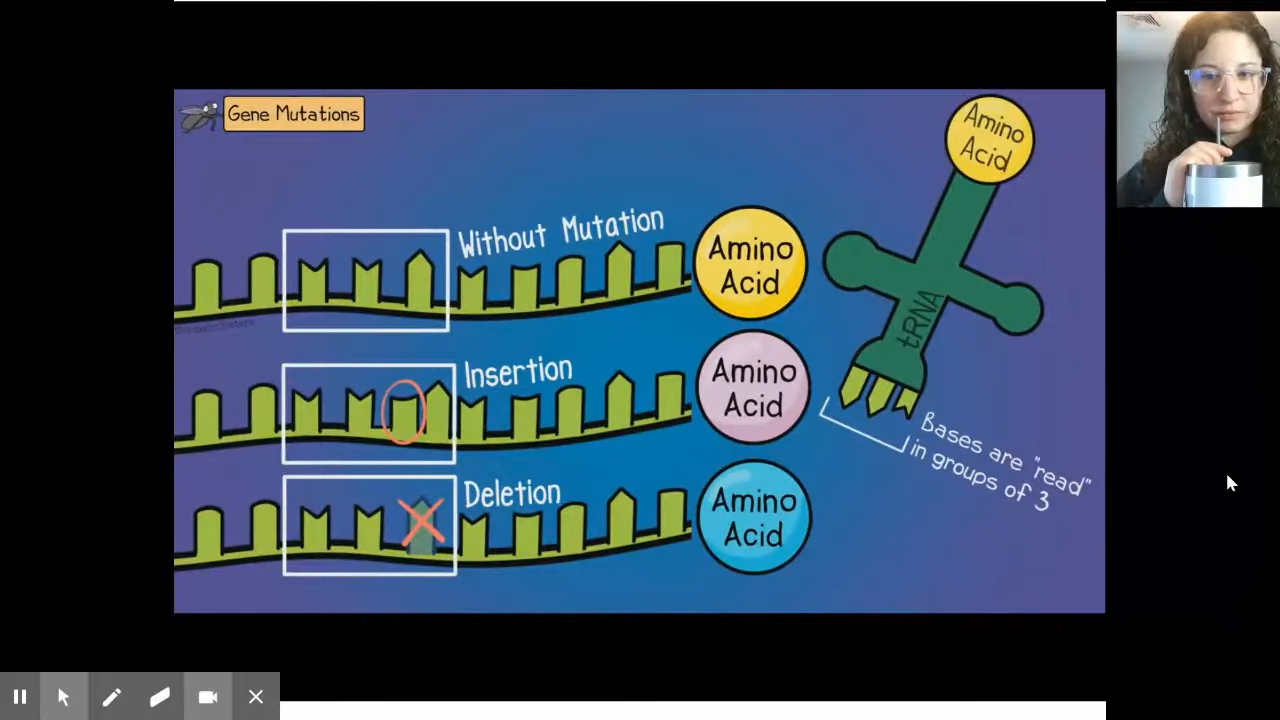 Gene Mutations
Amino
Acid
Without Mutation
Amino
Acid
tRNA
Insertion
Amino
Acid
Bases are "read"
in groups of 3
Deletion
Amino
Acid